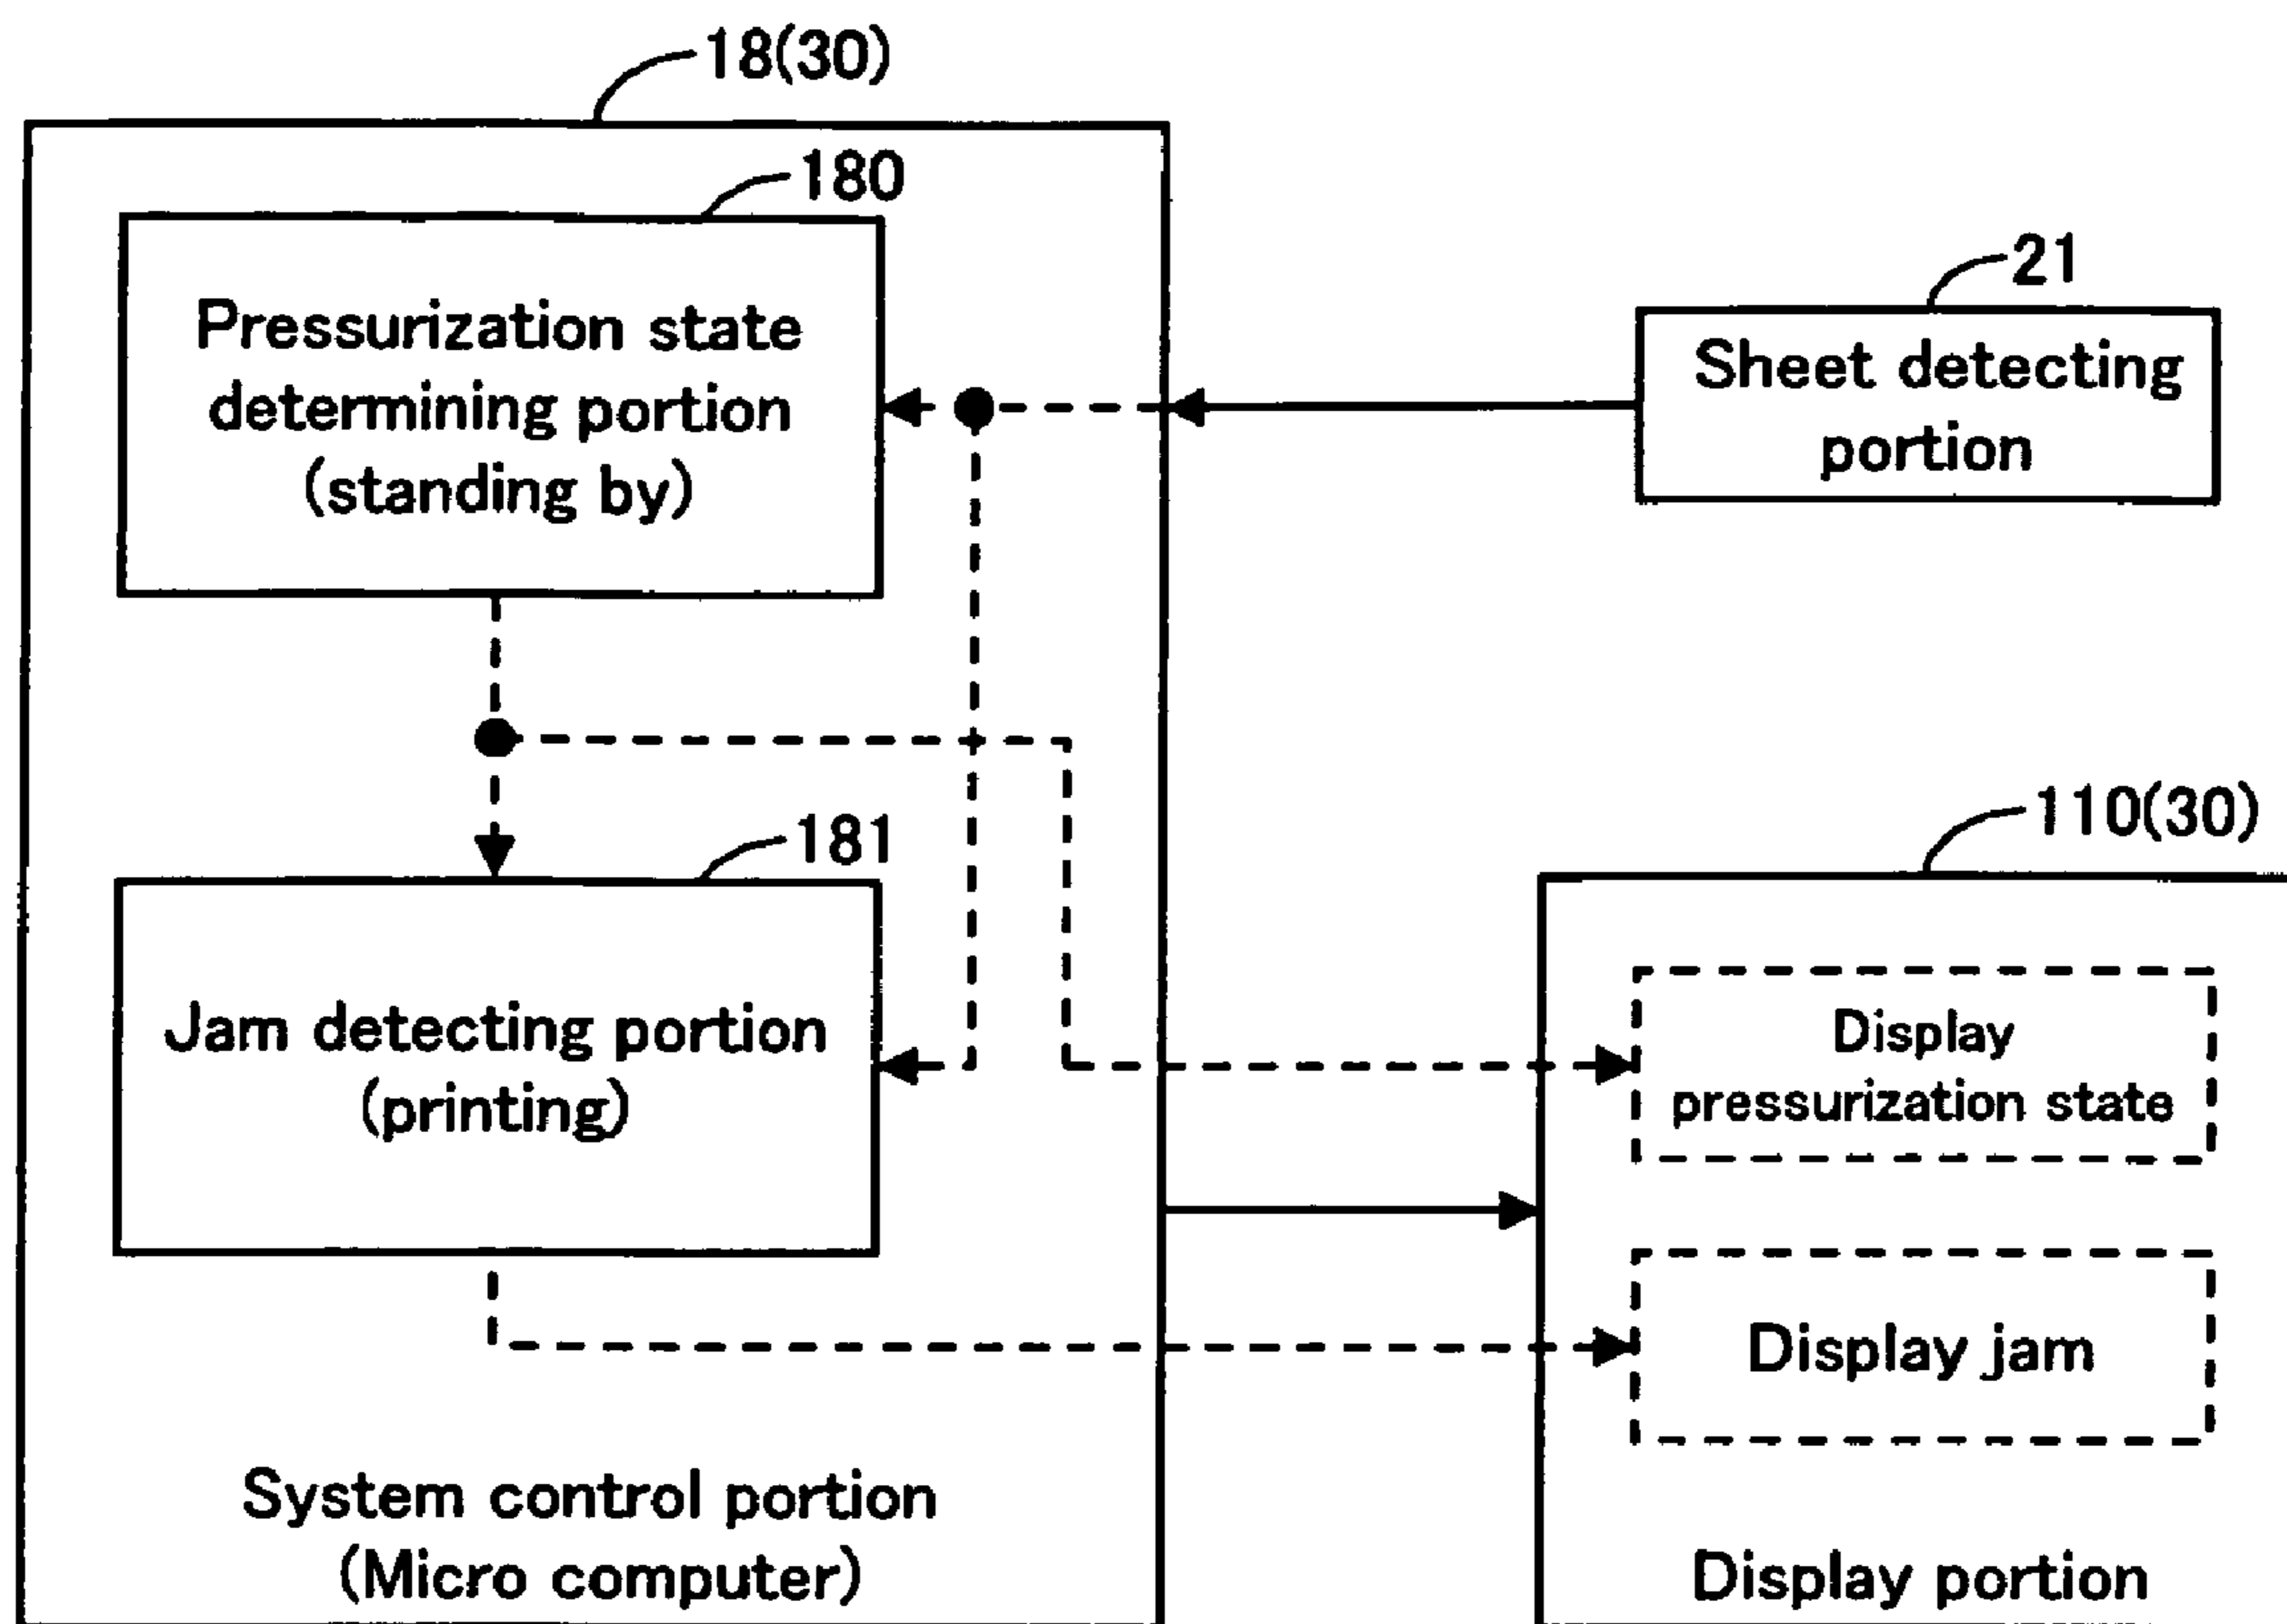 18(30)
180
Pressurization state
determining portion
(standing by)
21
Sheet detecting
portion
181
Jam detecting portion
(printing)
110(30)
Display
pressurization state
Display jam
System control portion
(Micro computer)
Display portion